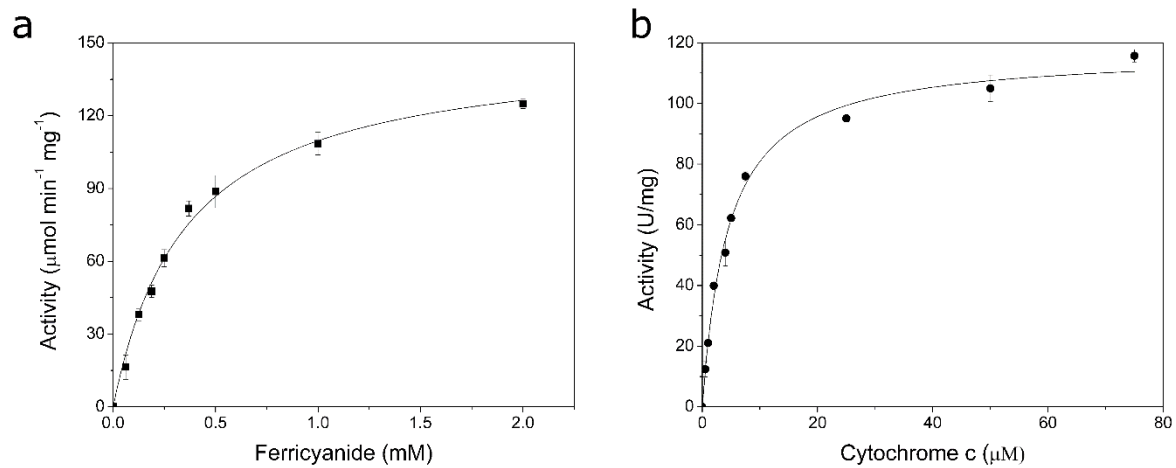 a
150
120
90
60
30
0
Activity (μmol min⁻¹ mg⁻¹)
0.0 0.5 1.0 1.5 2.0
Ferricyanide (mM)
b
120
100
80
60
40
20
0
Activity (U/mg)
0 20 40 60 80
Cytochrome c (μM)